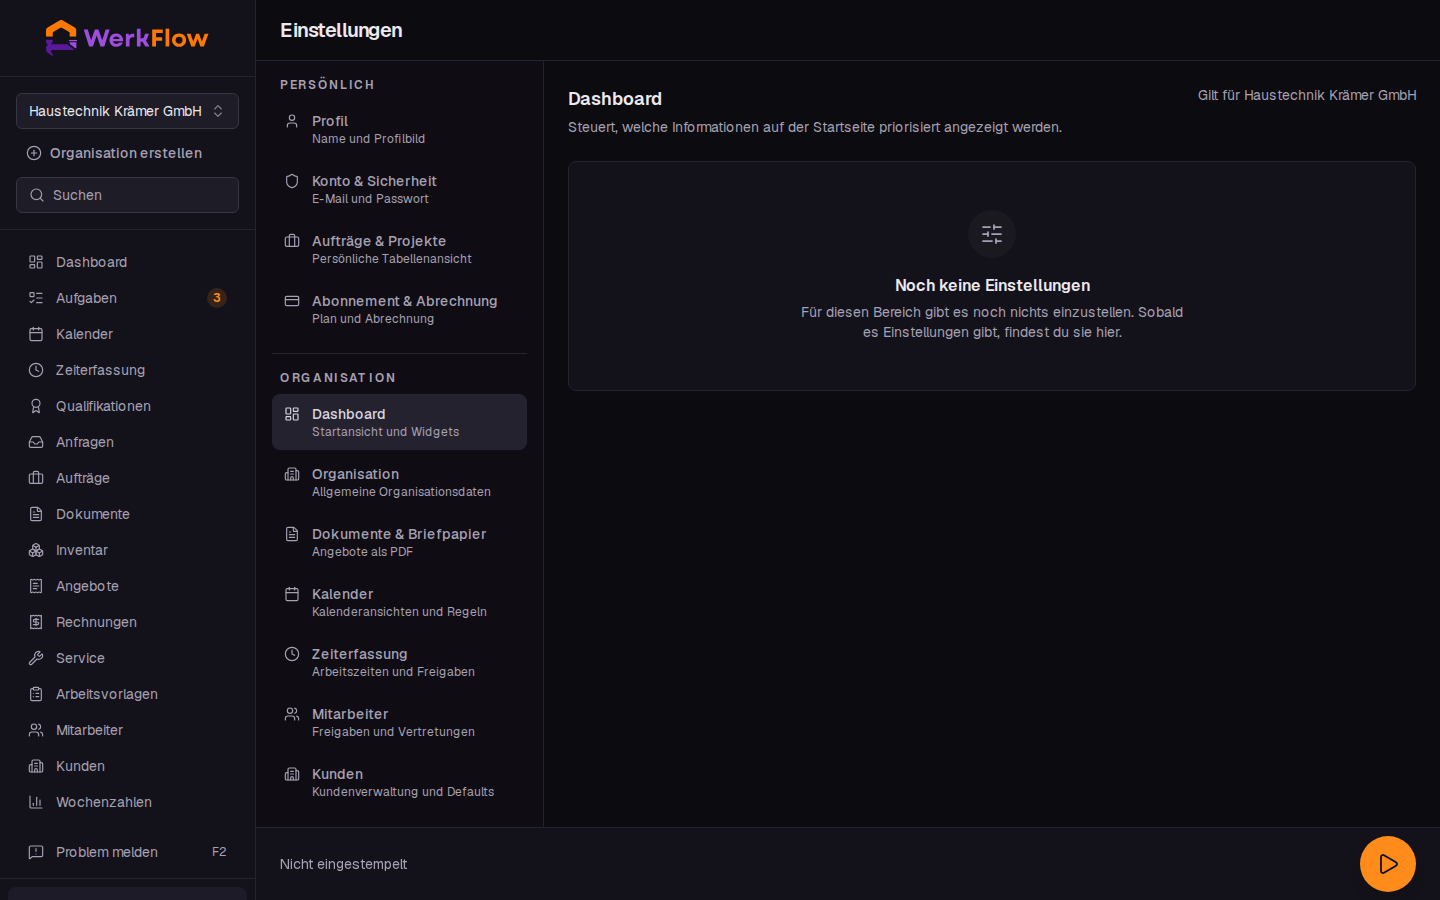 WerkFlow
Haustechnik Krämer GmbH
Organisation erstellen
Suchen
Dashboard
Aufgaben 3
Kalender
Zeiterfassung
Qualifikationen
Anfragen
Aufträge
Dokumente
Inventar
Angebote
Rechnungen
Service
Arbeitsvorlagen
Mitarbeiter
Kunden
Wochenzahlen
Problem melden F2
Einstellungen
PERSÖNLICH
Profil
Name und Profilbild
Konto & Sicherheit
E-Mail und Passwort
Aufträge & Projekte
Persönliche Tabellenansicht
Abonnement & Abrechnung
Plan und Abrechnung
ORGANISATION
Dashboard
Startansicht und Widgets
Organisation
Allgemeine Organisationsdaten
Dokumente & Briefpapier
Angebote als PDF
Kalender
Kalenderansichten und Regeln
Zeiterfassung
Arbeitszeiten und Freigaben
Mitarbeiter
Freigaben und Vertretungen
Kunden
Kundenverwaltung und Defaults
Dashboard
Gilt für Haustechnik Krämer GmbH
Steuert, welche Informationen auf der Startseite priorisiert angezeigt werden.
Noch keine Einstellungen
Für diesen Bereich gibt es noch nichts einzustellen. Sobald
es Einstellungen gibt, findest du sie hier.
Nicht eingestempelt